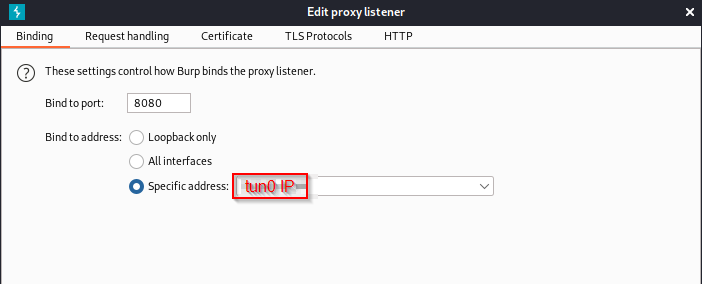 Edit proxy listener
Binding Request handling Certificate TLS Protocols HTTP
These settings control how Burp binds the proxy listener.
Bind to port: 8080
Bind to address: Loopback only
All interfaces
Specific address: tun0 IP